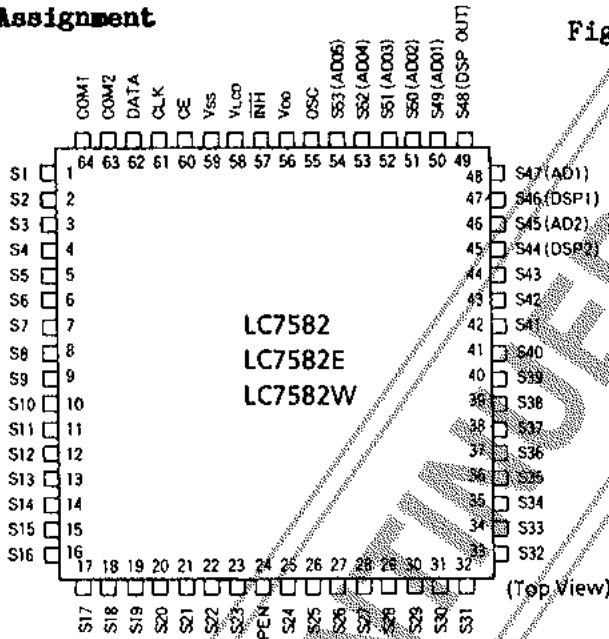 Assignment
Fig
COM1 COM2 DATA CLK CE VSS VLCD INH VDD OSC S53 (ADO5) S52 (ADO4) S51 (ADO3) S50 (ADO2) S49 (ADO1) S48 (DSP OUT)
64 63 62 61 60 59 58 57 56 55 54 53 52 51 50 49
S1 1 48 S47 (AD1)
S2 2 47 S46 (DSP1)
S3 3 46 S45 (AD2)
S4 4 45 S44 (DSP2)
S5 5 44 S43
S6 6 43 S42
S7 7 42 S41
S8 8 41 S40
S9 9 40 S39
S10 10 39 S38
S11 11 38 S37
S12 12 37 S36
S13 13 36 S35
S14 14 35 S34
S15 15 34 S33
S16 16 33 S32
LC7582
LC7582E
LC7582W
17 18 19 20 21 22 23 24 25 26 27 28 29 30 31 32
S17 S18 S19 S20 S21 S22 S23 PEN S24 S25 S26 S27 S28 S29 S30 S31
(Top View)
TINUED